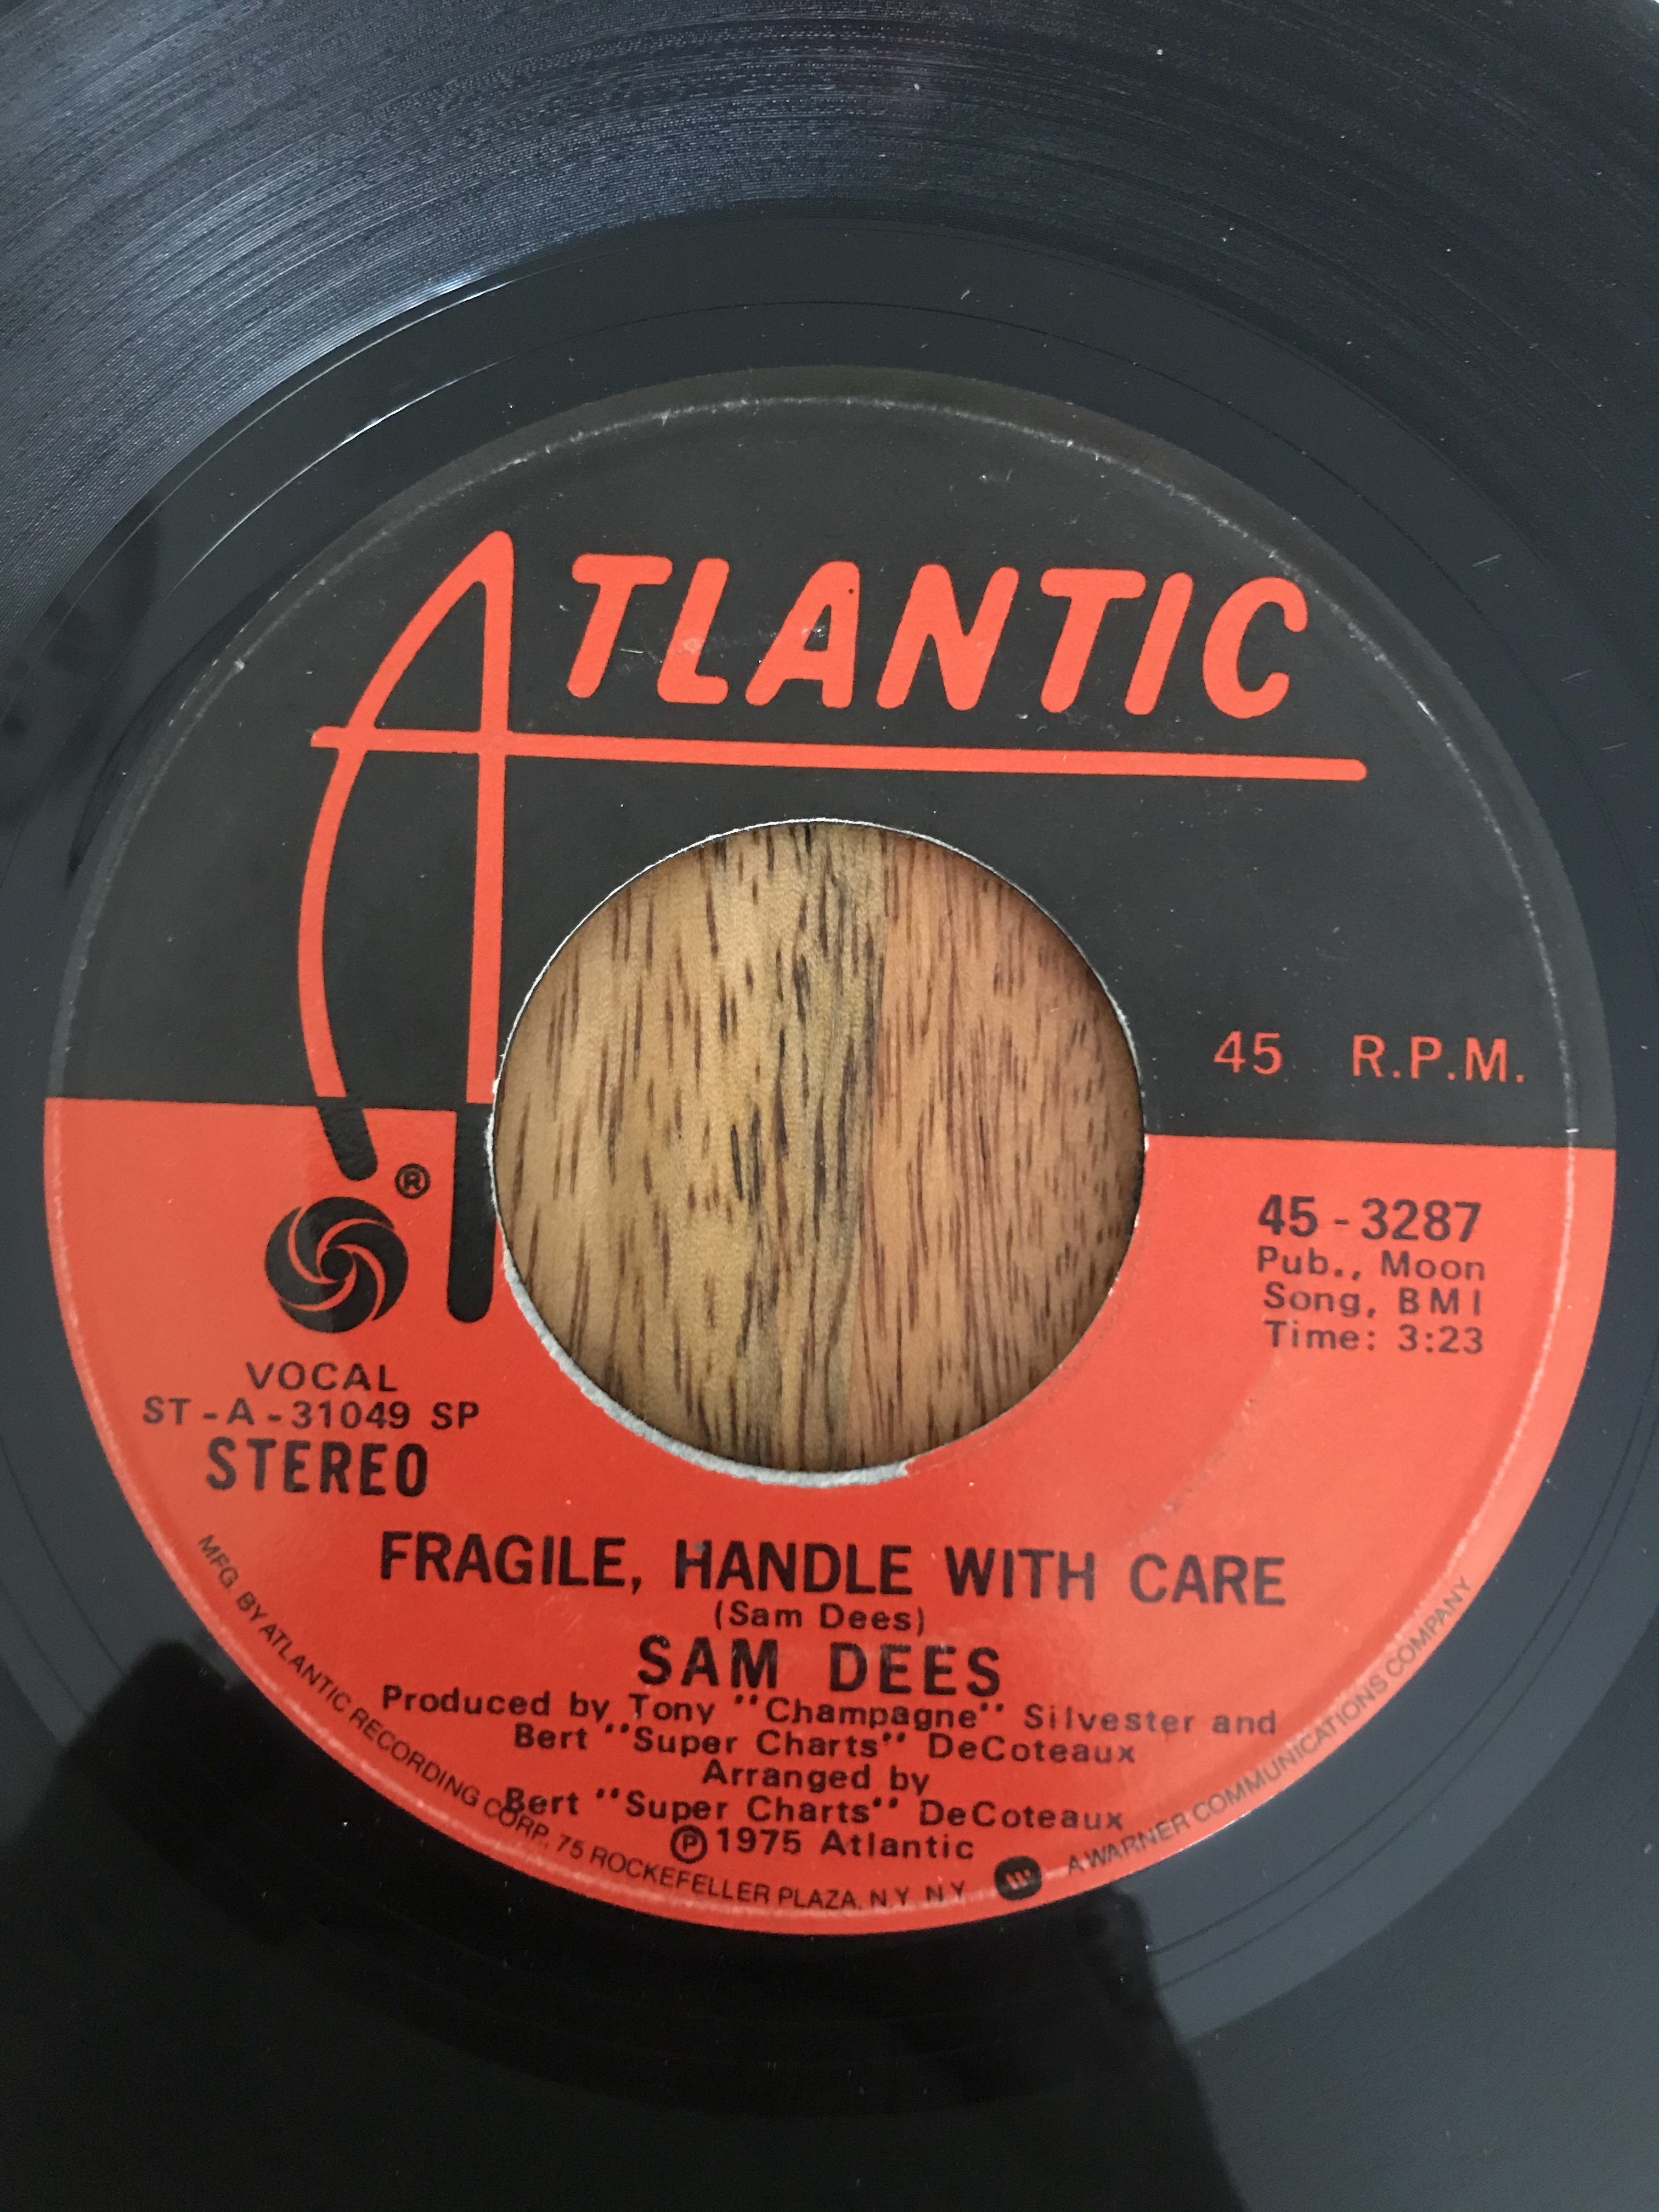 ATLANTIC
45 R.P.M.
®
45-3287
Pub., Moon
Song, BMI
Time: 3:23
VOCAL
ST-A-31049 SP
STEREO
FRAGILE, HANDLE WITH CARE
(Sam Dees)
SAM DEES
Produced by Tony "Champagne" Silvester and
Bert "Super Charts" DeCoteaux
Arranged by
Bert "Super Charts" DeCoteaux
℗ 1975 Atlantic
MFG. BY ATLANTIC RECORDING CORP. 75 ROCKEFELLER PLAZA, N.Y. N.Y. A WARNER COMMUNICATIONS COMPANY